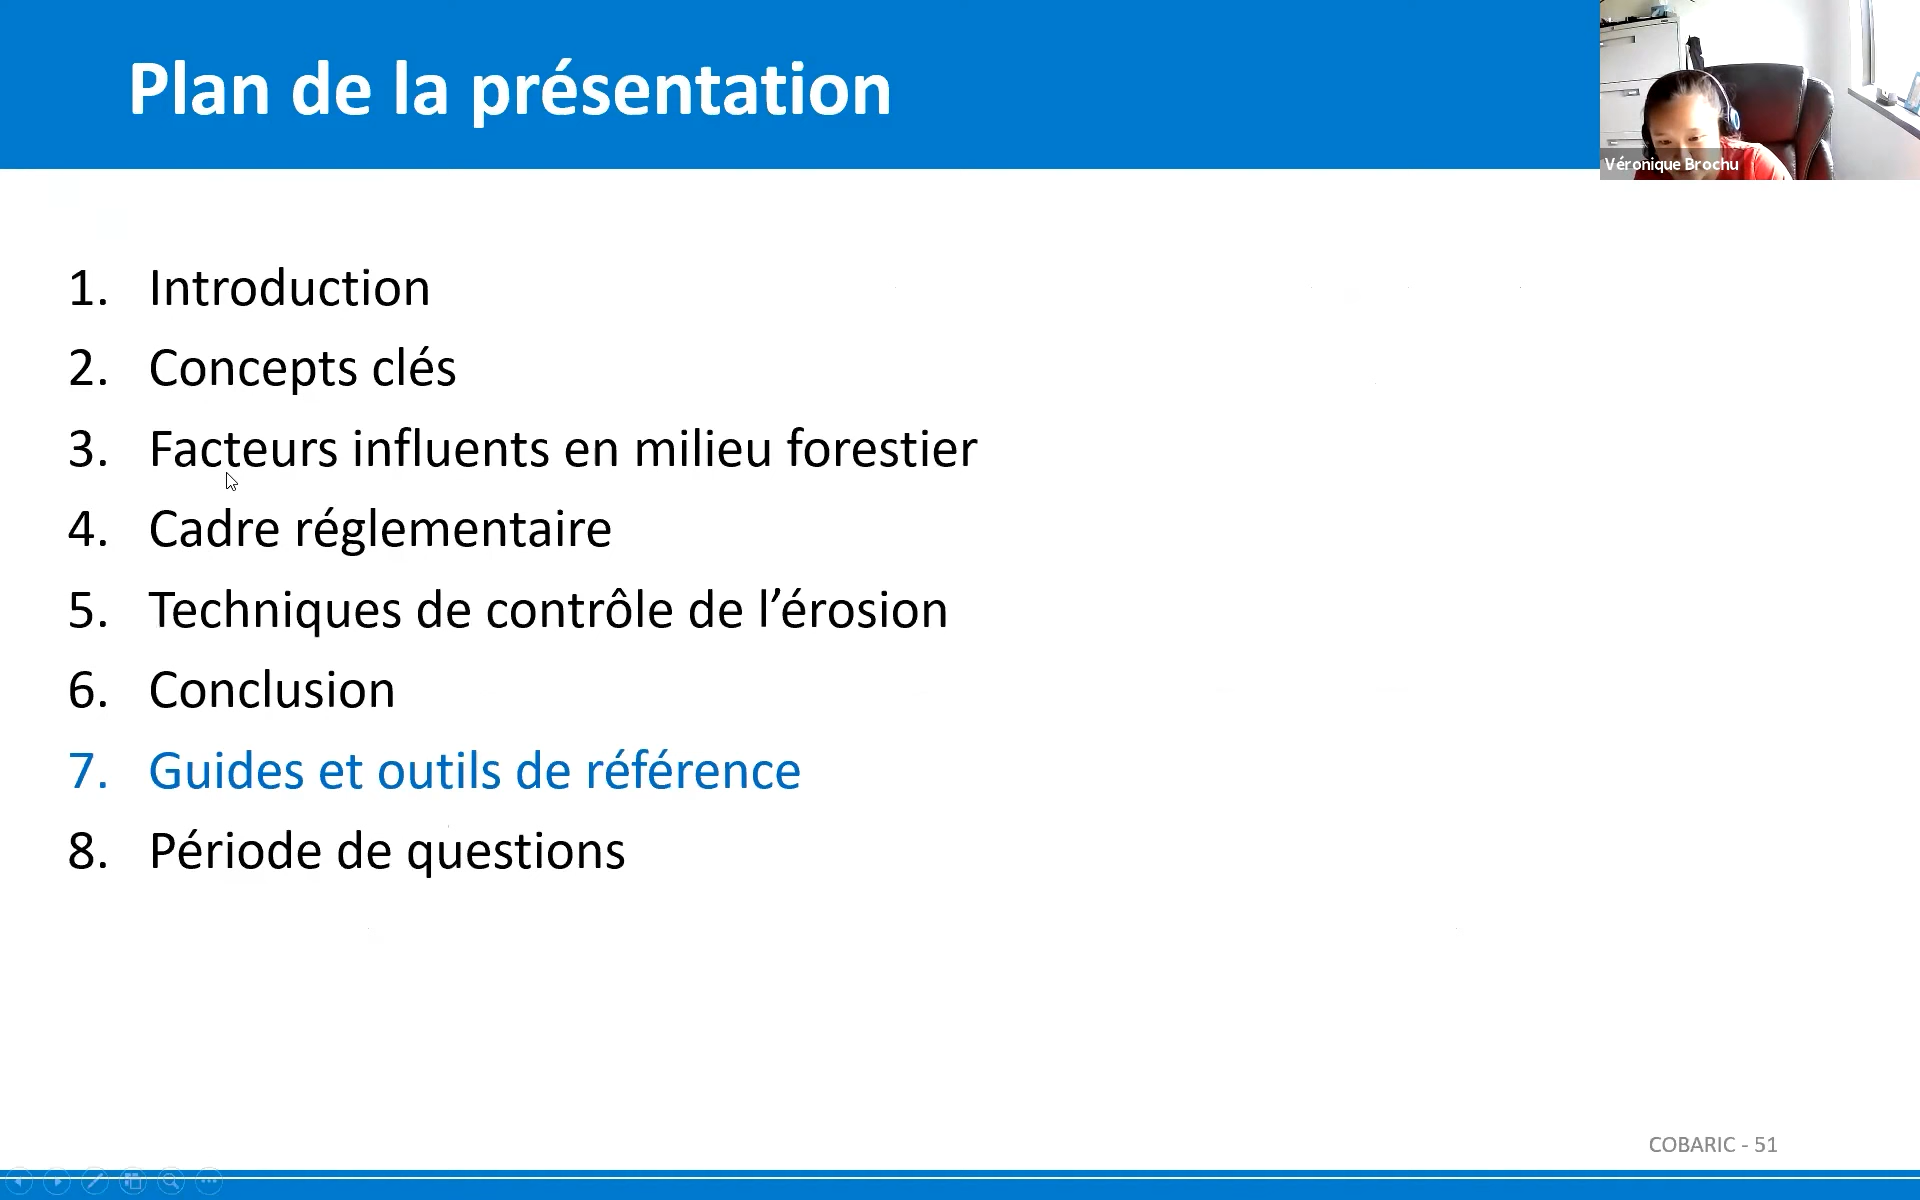 Plan de la présentation
Véronique Brochu
1. Introduction
2. Concepts clés
3. Facteurs influents en milieu forestier
4. Cadre réglementaire
5. Techniques de contrôle de l’érosion
6. Conclusion
7. Guides et outils de référence
8. Période de questions
COBARIC - 51